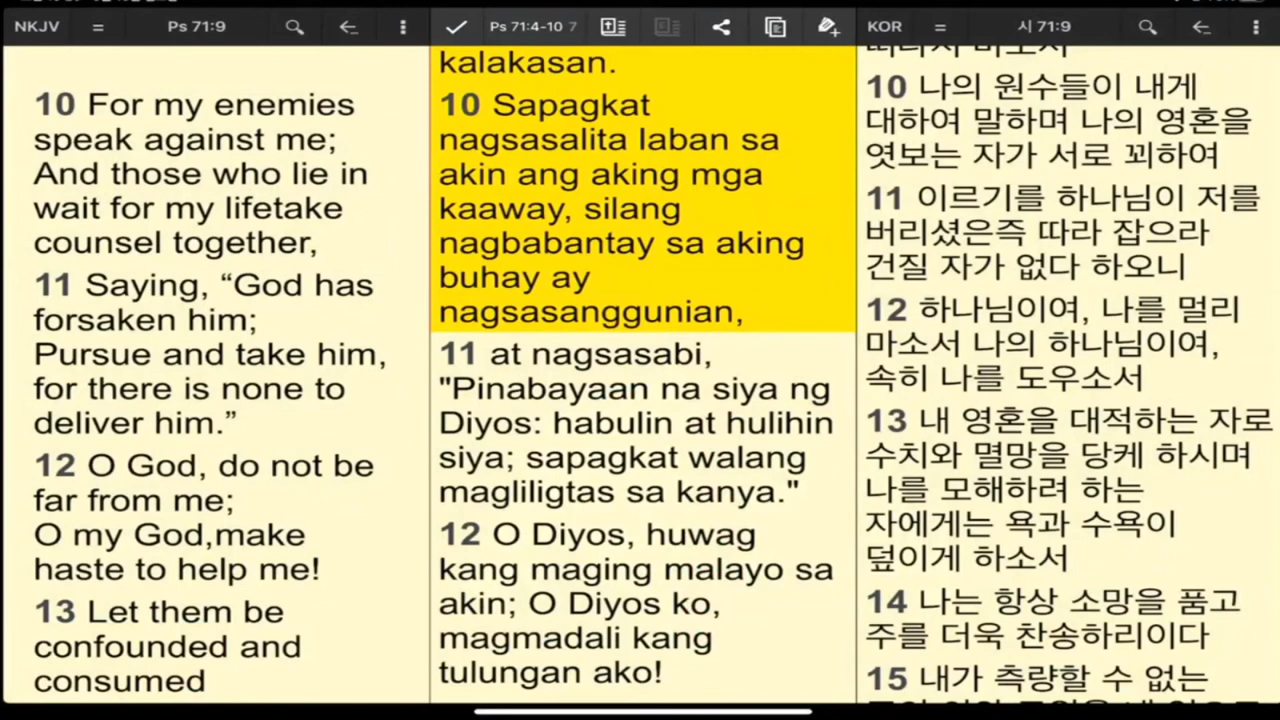 NKJV = Ps 71:9
10 For my enemies
speak against me;
And those who lie in
wait for my lifetake
counsel together,
11 Saying, “God has
forsaken him;
Pursue and take him,
for there is none to
deliver him.”
12 O God, do not be
far from me;
O my God,make
haste to help me!
13 Let them be
confounded and
consumed
Ps 71:4-10 7
kalakasan.
10 Sapagkat
nagsasalita laban sa
akin ang aking mga
kaaway, silang
nagbabantay sa aking
buhay ay
nagsasanggunian,
11 at nagsasabi,
"Pinabayaan na siya ng
Diyos: habulin at hulihin
siya; sapagkat walang
magliligtas sa kanya."
12 O Diyos, huwag
kang maging malayo sa
akin; O Diyos ko,
magmadali kang
tulungan ako!
KOR = 시 71:9
10 나의 원수들이 내게
대하여 말하며 나의 영혼을
엿보는 자가 서로 꾀하여
11 이르기를 하나님이 저를
버리셨은즉 따라 잡으라
건질 자가 없다 하오니
12 하나님이여, 나를 멀리
마소서 나의 하나님이여,
속히 나를 도우소서
13 내 영혼을 대적하는 자로
수치와 멸망을 당케 하시며
나를 모해하려 하는
자에게는 욕과 수욕이
덮이게 하소서
14 나는 항상 소망을 품고
주를 더욱 찬송하리이다
15 내가 측량할 수 없는